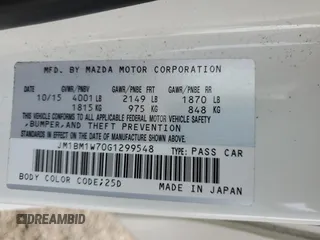 MFD. BY MAZDA MOTOR CORPORATION
GVWR/PNBV GAWR/PNBE FRT GAWR/PNBE RR
10/15 4001 LB 2149 LB 1870 LB
1815 KG 975 KG 848 KG
THIS VEHICLE CONFORMS TO ALL APPLICABLE
FEDERAL MOTOR VEHICLE SAFETY
,BUMPER,AND THEFT PREVENTION
STANDARDS IN EFFECT ON THE DATE OF
MANUFACTURE SHOWN ABOVE.
JM1BM1W70G1299548 TYPE:PASS CAR
BODY COLOR CODE;25D MADE IN JAPAN
DREAMBID